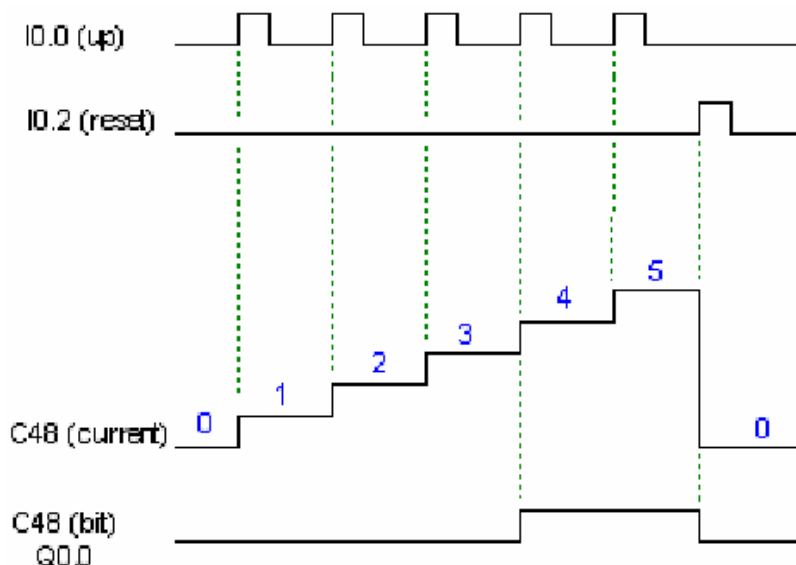 I0.0 (up)
I0.2 (reset)
5
4
3
2
1
0
0
C48 (current)
C48 (bit)
Q0.0